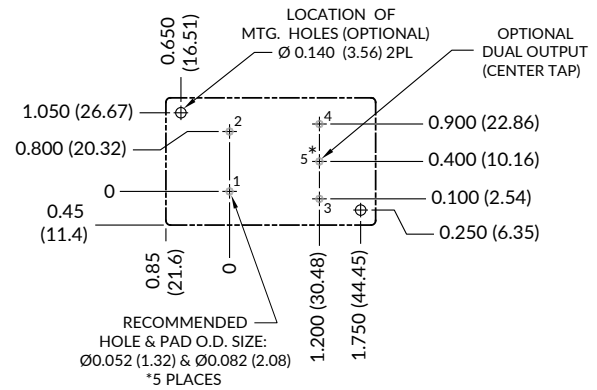 LOCATION OF
MTG. HOLES (OPTIONAL)
Ø 0.140 (3.56) 2PL
OPTIONAL
DUAL OUTPUT
(CENTER TAP)
0.650
(16.51)
1.050 (26.67)
0.800 (20.32)
0
0.45
(11.4)
2
1
4
5
*
3
0.900 (22.86)
0.400 (10.16)
0.100 (2.54)
0.250 (6.35)
0.85
(21.6)
0
1.200 (30.48)
1.750 (44.45)
RECOMMENDED
HOLE & PAD O.D. SIZE:
Ø0.052 (1.32) & Ø0.082 (2.08)
*5 PLACES